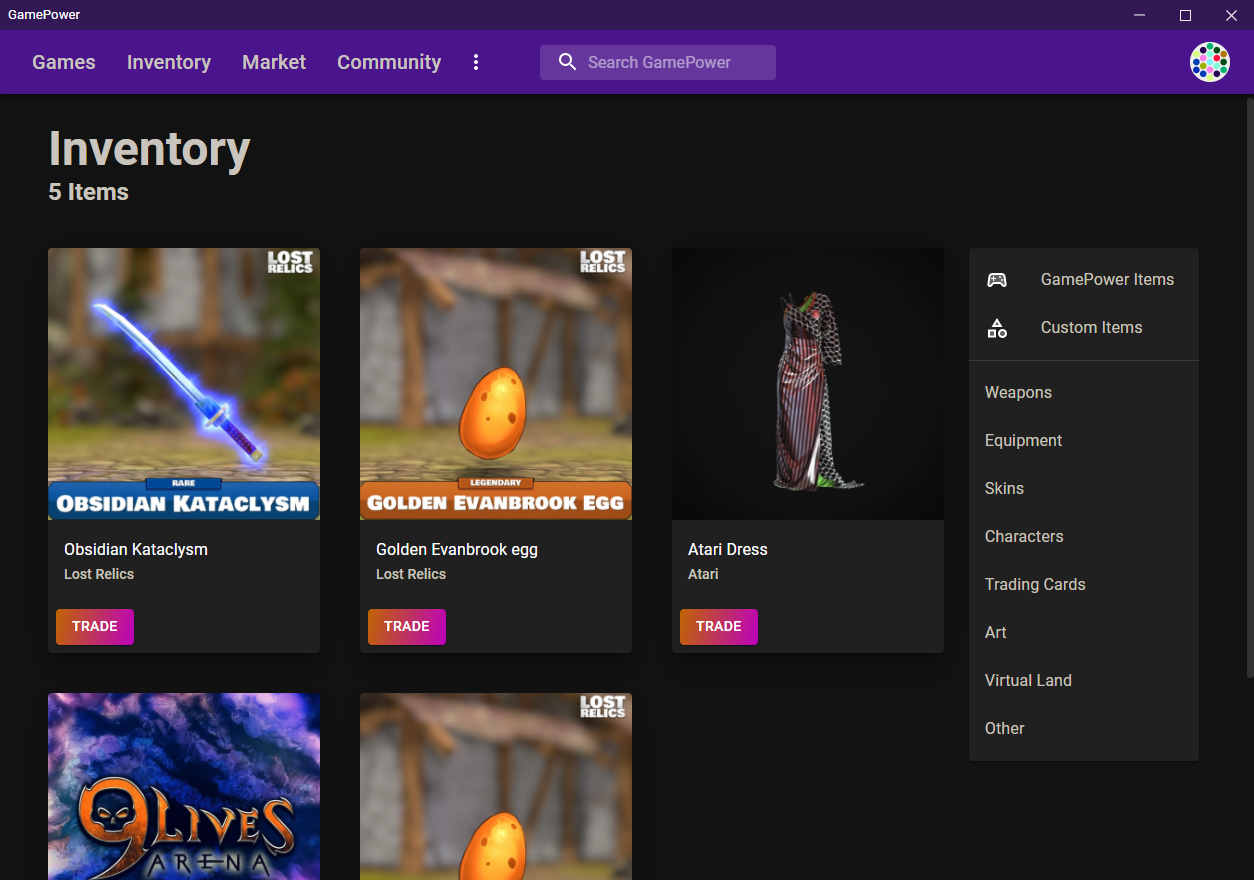 GamePower
Games
Inventory
Market
Community
Search GamePower
Inventory
5 Items
LOST
RELICS
RARE
OBSIDIAN KATACLYSM
Obsidian Kataclysm
Lost Relics
TRADE
LOST
RELICS
LEGENDARY
GOLDEN EVANBROOK EGG
Golden Evanbrook egg
Lost Relics
TRADE
Atari Dress
Atari
TRADE
9LIVES
ARENA
LOST
RELICS
GamePower Items
Custom Items
Weapons
Equipment
Skins
Characters
Trading Cards
Art
Virtual Land
Other